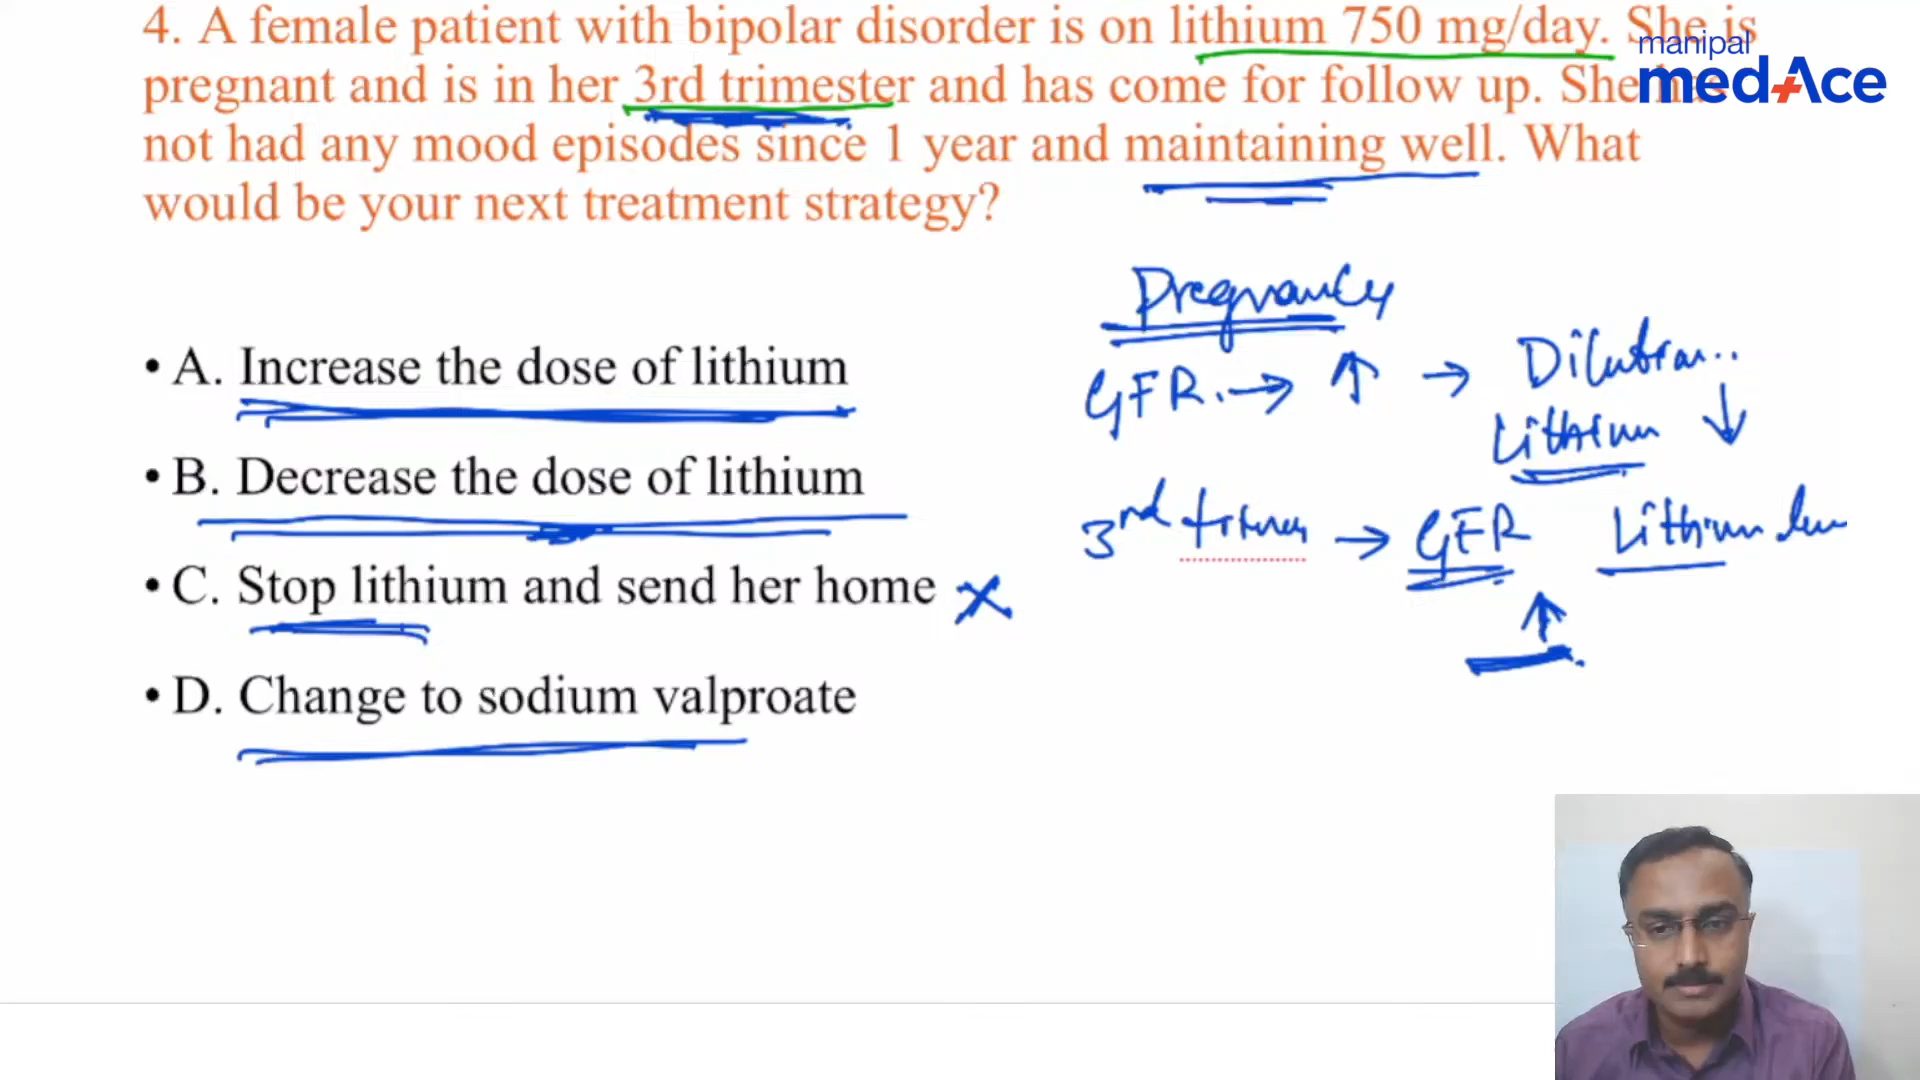 4. A female patient with bipolar disorder is on lithium 750 mg/day. She is
manipal
pregnant and is in her 3rd trimester and has come for follow up. She has
medAce
not had any mood episodes since 1 year and maintaining well. What
would be your next treatment strategy?
Pregnancy
• A. Increase the dose of lithium
GFR. → ↑ → Dilution..
Lithium ↓
• B. Decrease the dose of lithium
3rd → GFR Lithium
• C. Stop lithium and send her home ×
↑
• D. Change to sodium valproate